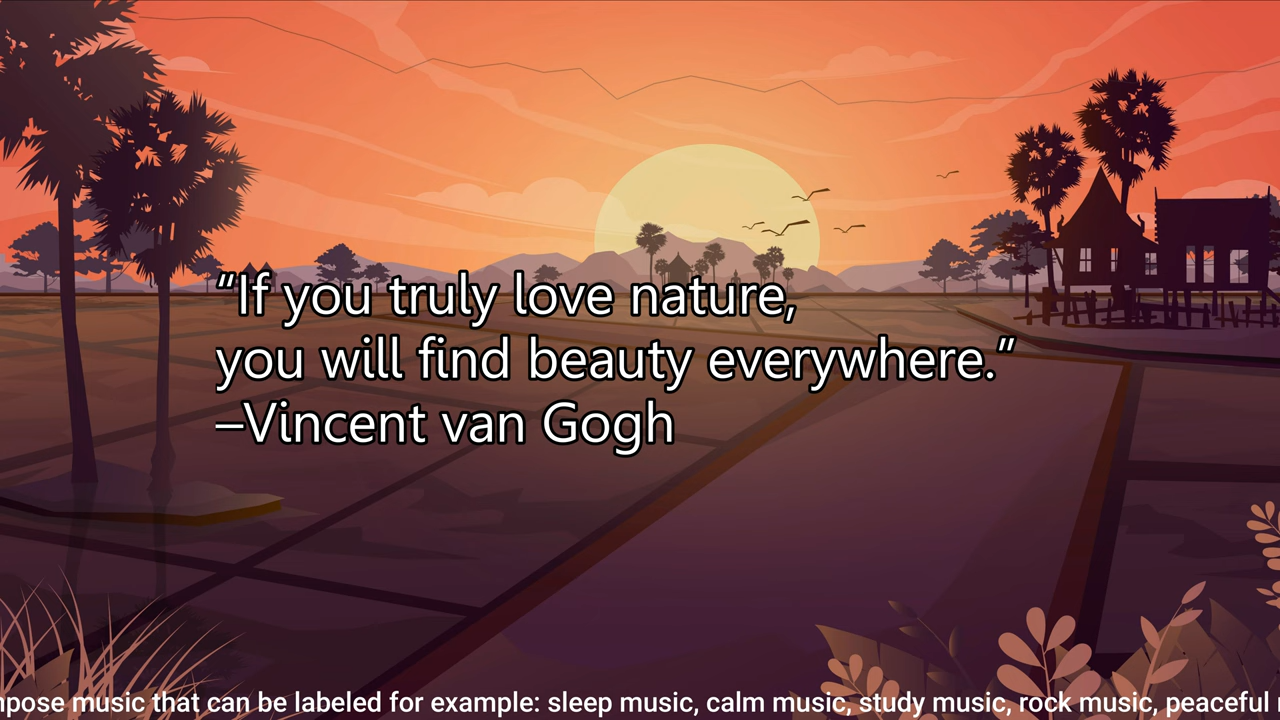 “If you truly love nature,
you will find beauty everywhere.”
–Vincent van Gogh
music that can be labeled for example: sleep music, calm music, study music, rock music, peaceful